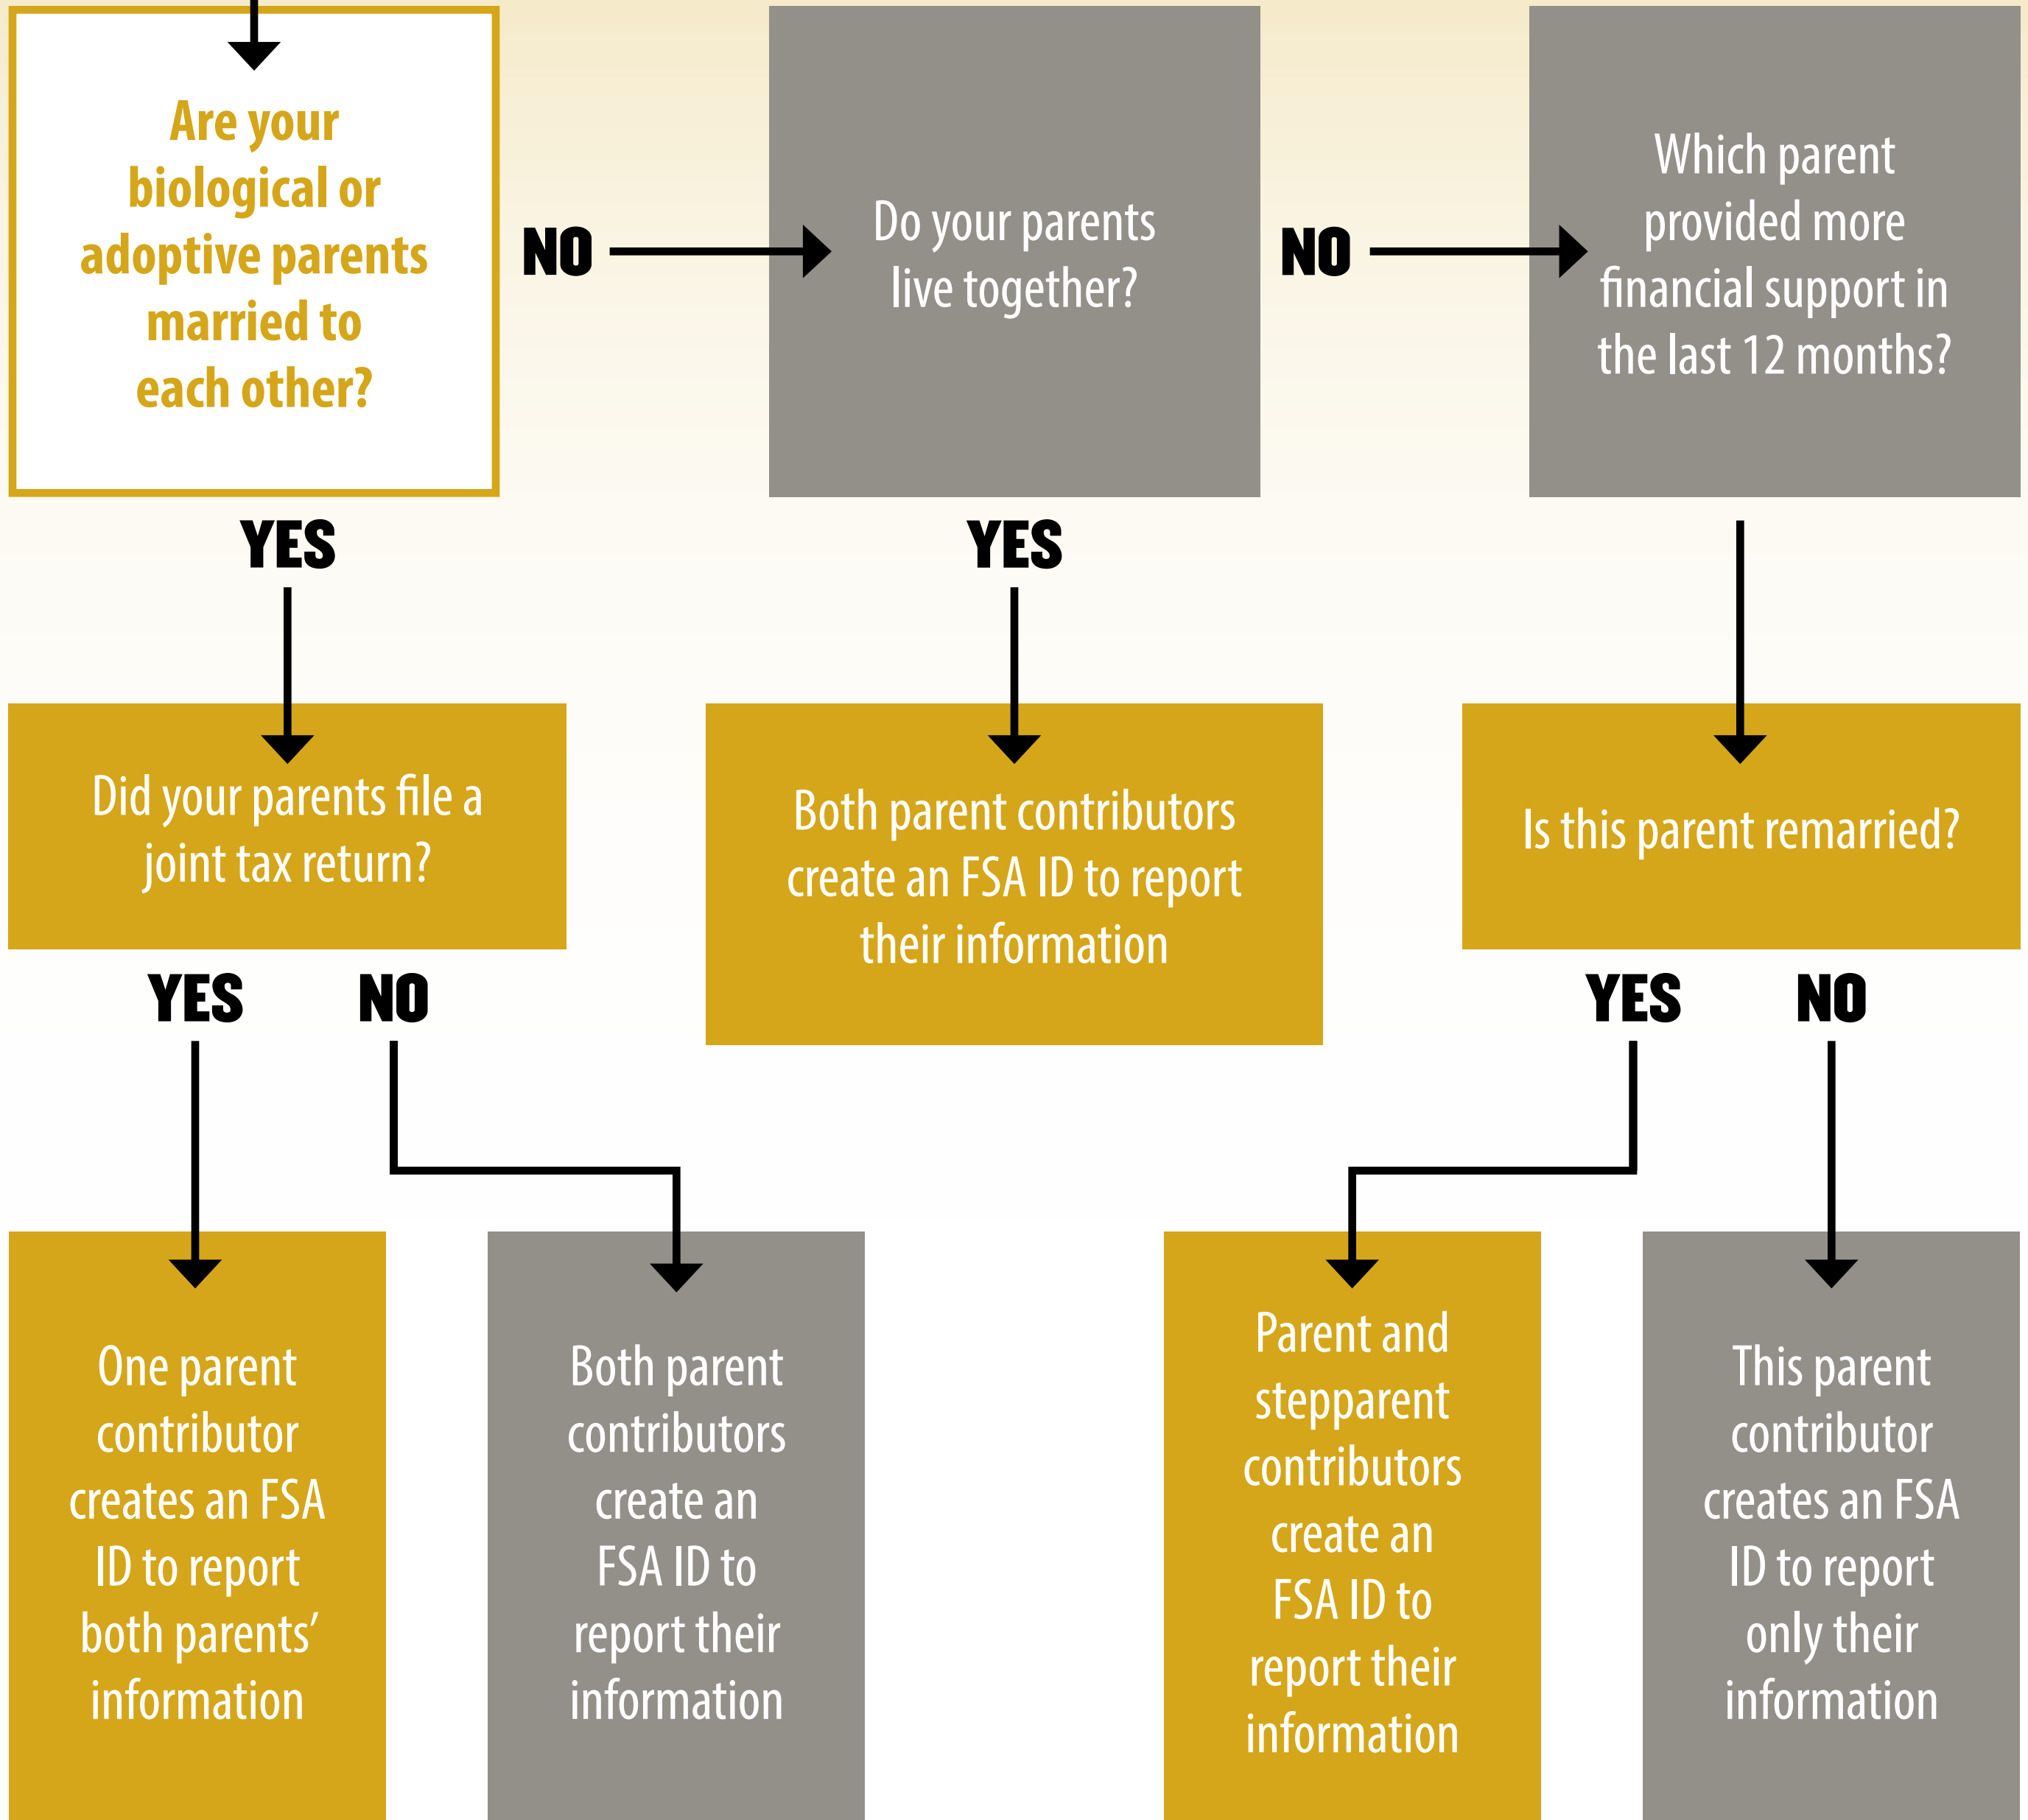 Are your
biological or
adoptive parents
married to
each other?
NO
Do your parents
live together?
NO
Which parent
provided more
financial support in
the last 12 months?
YES
YES
Did your parents file a
joint tax return?
Both parent contributors
create an FSA ID to report
their information
Is this parent remarried?
YES
NO
YES
NO
One parent
contributor
creates an FSA
ID to report
both parents’
information
Both parent
contributors
create an
FSA ID to
report their
information
Parent and
stepparent
contributors
create an
FSA ID to
report their
information
This parent
contributor
creates an FSA
ID to report
only their
information